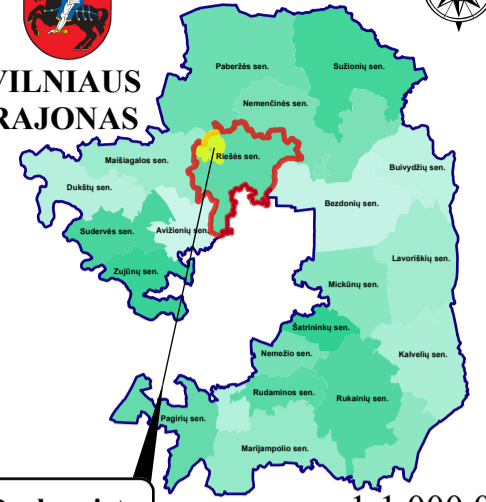 VILNIAUS
RAJONAS
Paberžės sen.
Sužionių sen.
Nemenčinės sen.
Riešės sen.
Maišiagalos sen.
Buivydžių sen.
Dukštų sen.
Bezdonių sen.
Sudervės sen.
Avižienių sen.
Lavoriškių sen.
Zujūnų sen.
Mickūnų sen.
Šatrininkų sen.
Nemežio sen.
Kalvelių sen.
Rudaminos sen.
Rukainių sen.
Pagirių sen.
Marijampolio sen.